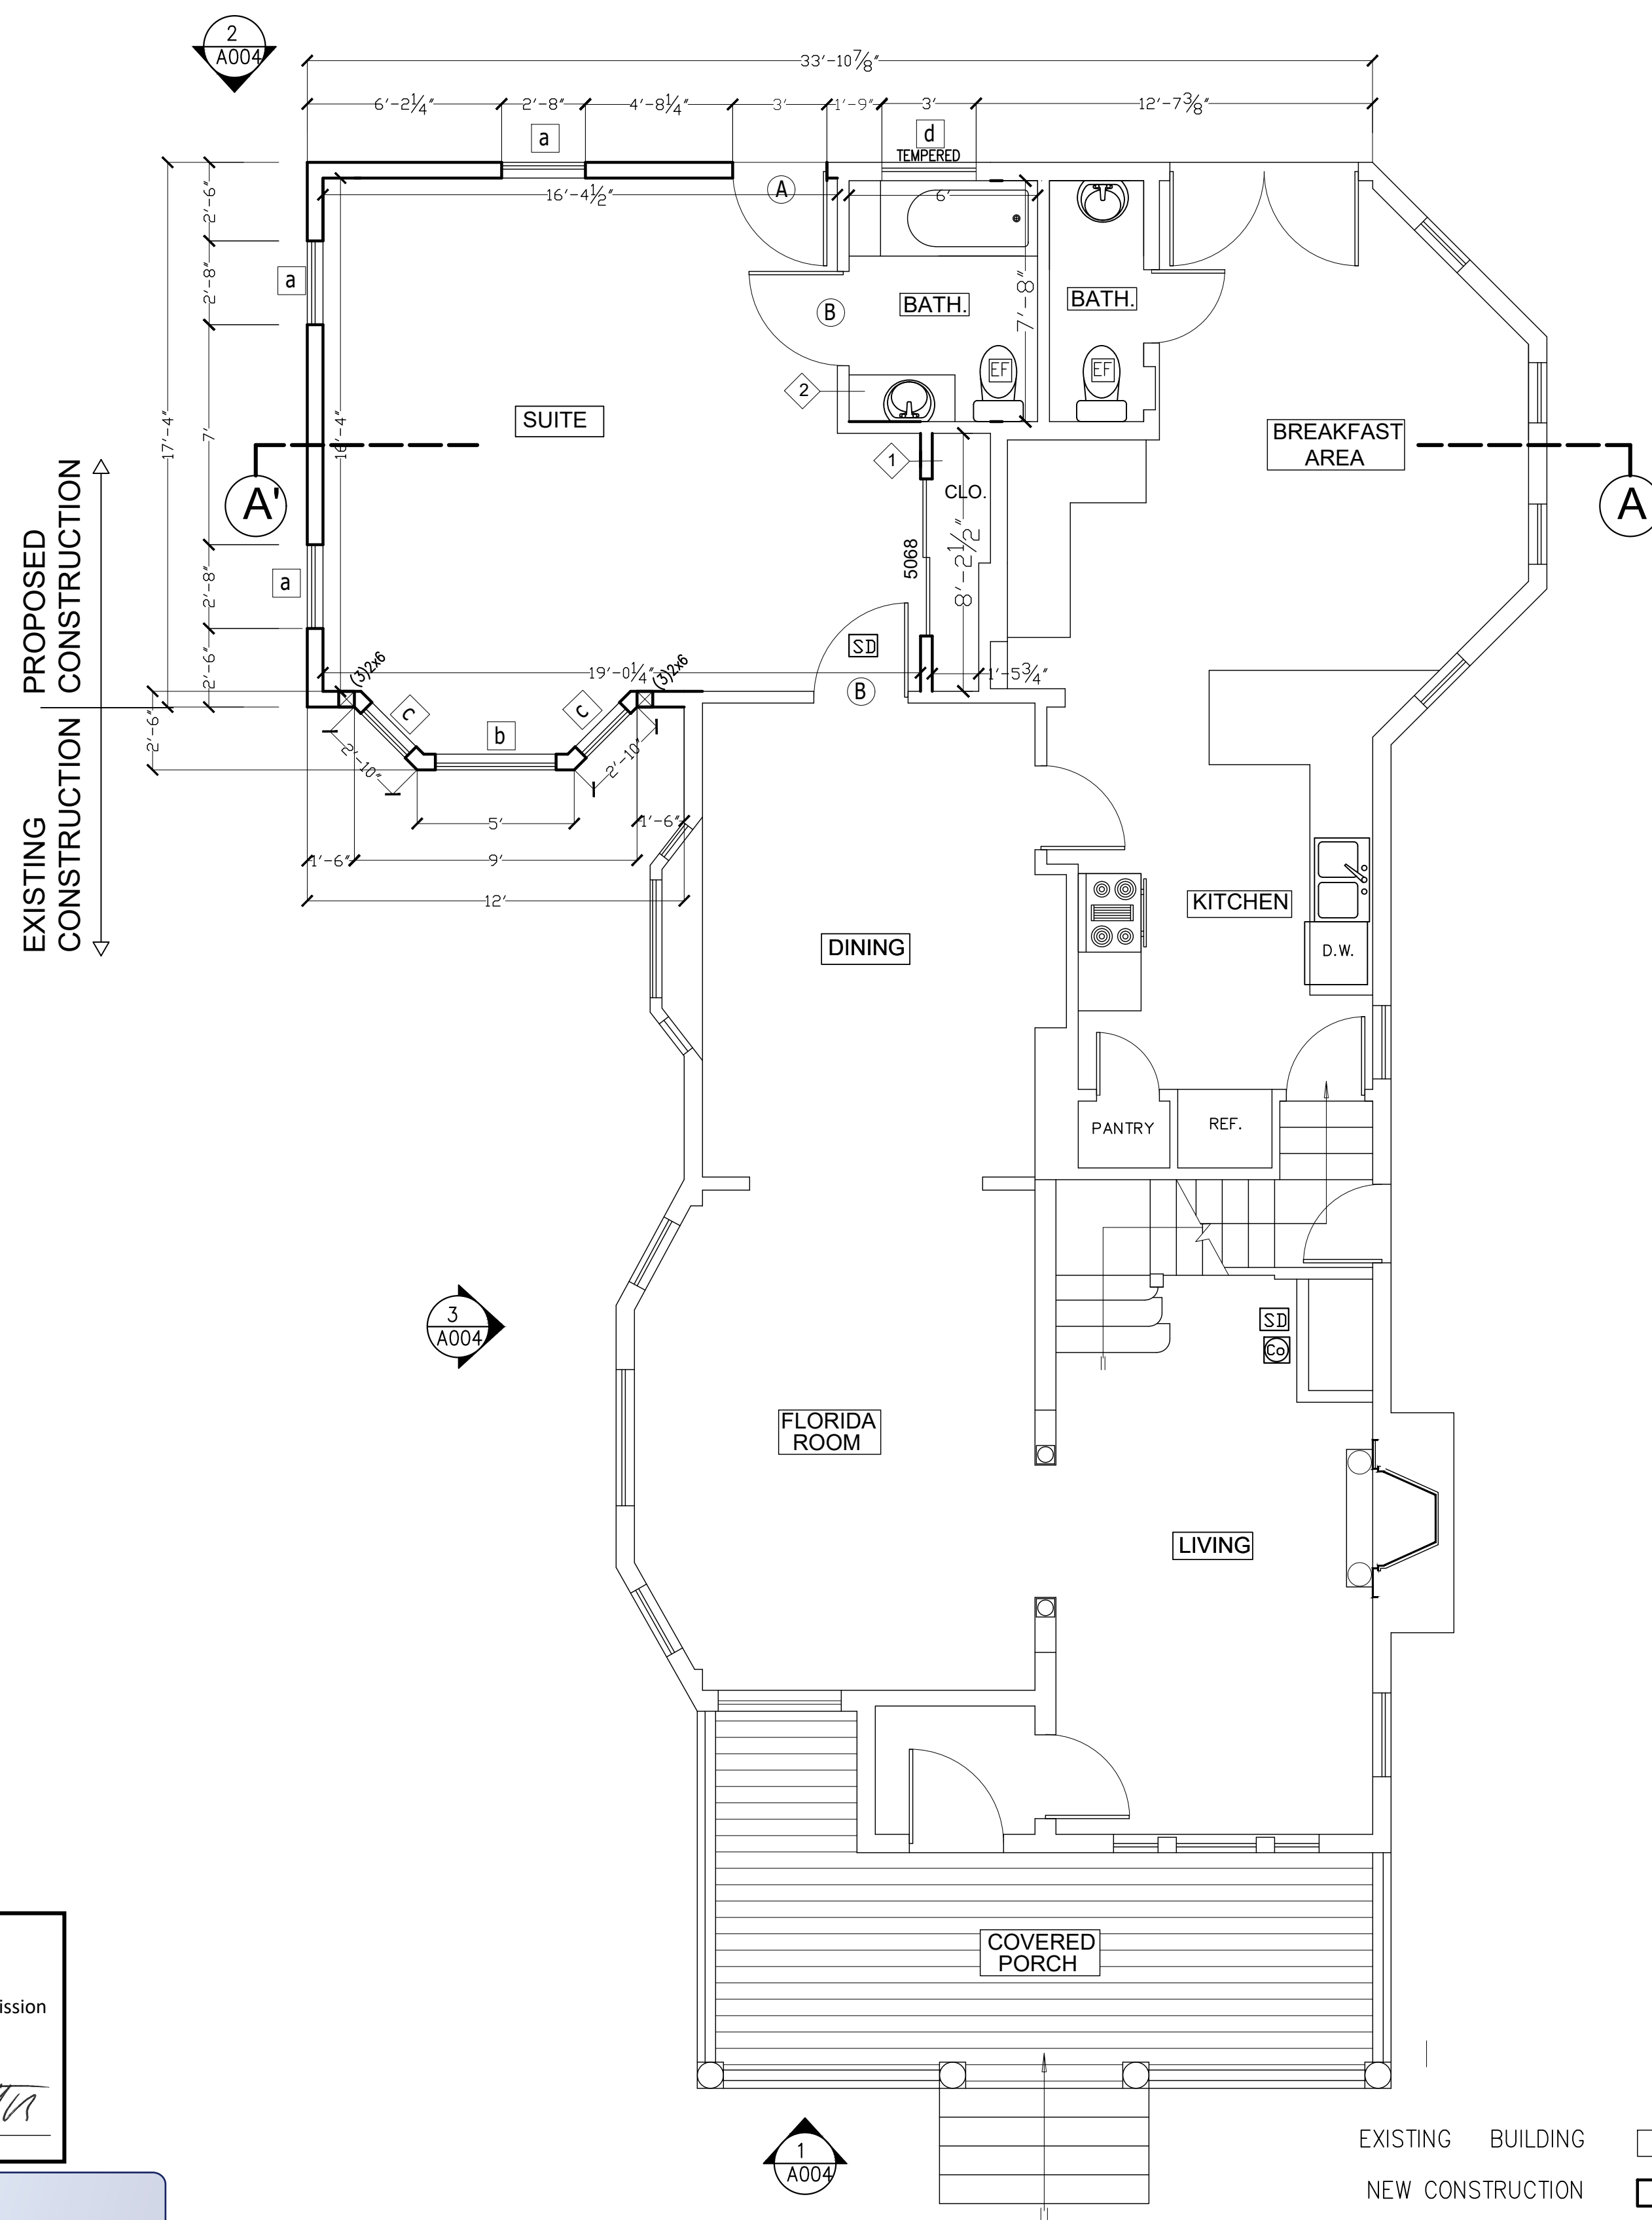 2
A004
33'-10⅞"
6'-2¼"
2'-8"
4'-8¼"
3'
1'-9"
3'
12'-7⅜"
a
d
TEMPERED
2'-6"
16'-4½"
A
6'
a
2'-8"
B
BATH.
7'-8"
BATH.
EF
EF
2
SUITE
BREAKFAST
AREA
17'-4"
7'
16'-4"
A'
1
CLO.
A
PROPOSED
CONSTRUCTION
5068
8'-2½"
a
2'-8"
2'-6"
(3)2x6
19'-0¼"
(3)2x6
SD
1'-5¾"
B
2'-6"
c
c
b
2'-10"
2'-10"
EXISTING
CONSTRUCTION
5'
1'-6"
1'-6"
9'
12'
KITCHEN
DINING
D.W.
PANTRY
REF.
3
A004
SD
Co
FLORIDA
ROOM
LIVING
COVERED
PORCH
ission
1
A004
EXISTING BUILDING
NEW CONSTRUCTION